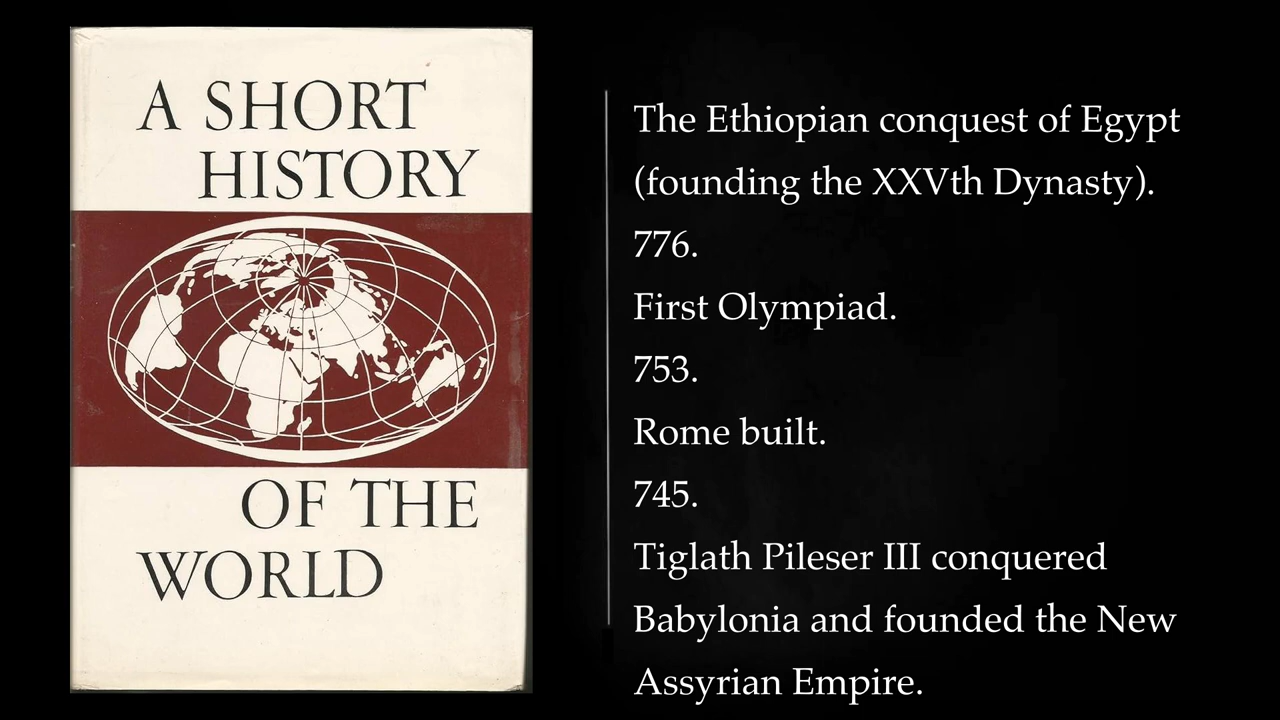 A SHORT
HISTORY
OF THE
WORLD
The Ethiopian conquest of Egypt
(founding the XXVth Dynasty).
776.
First Olympiad.
753.
Rome built.
745.
Tiglath Pileser III conquered
Babylonia and founded the New
Assyrian Empire.